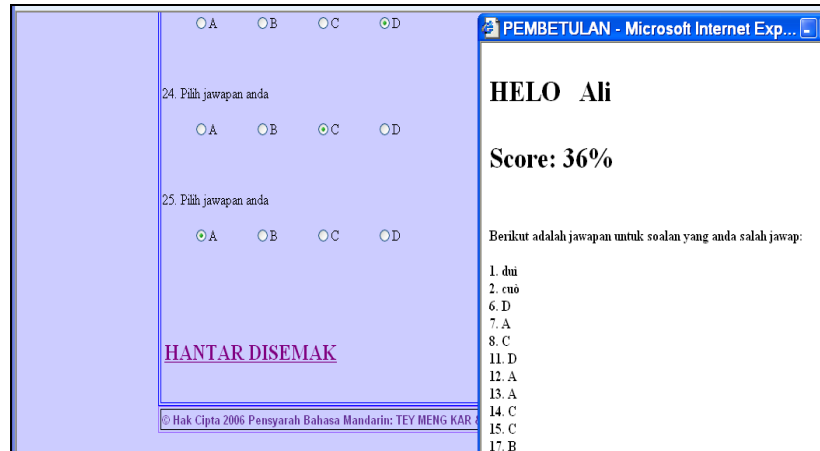 A B C D
24. Pilih jawapan anda
A B C D
25. Pilih jawapan anda
A B C D
HANTAR DISEMAK
© Hak Cipta 2006 Pensyarah Bahasa Mandarin: TEY MENG KAR &
PEMBETULAN - Microsoft Internet Exp...
HELO Ali
Score: 36%
Berikut adalah jawapan untuk soalan yang anda salah jawap:
1. duì
2. cuò
6. D
7. A
8. C
11. D
12. A
13. A
14. C
15. C
17. B